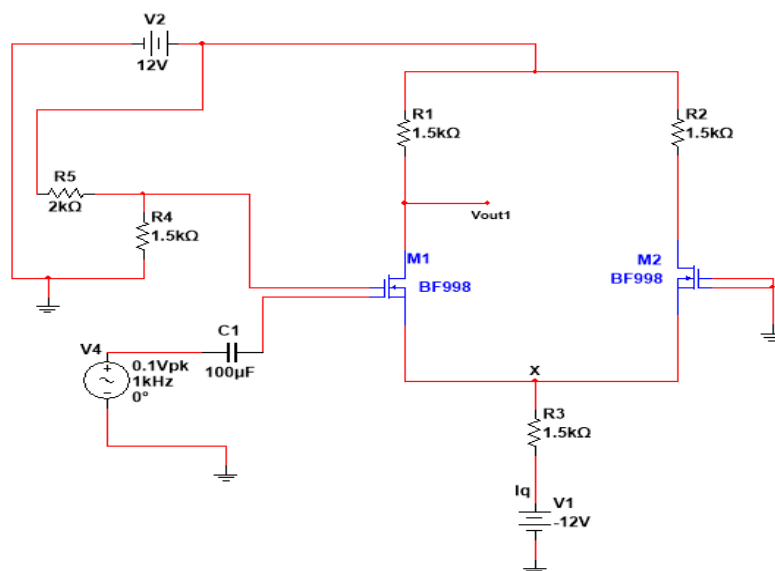 V2
12V
R1
1.5kΩ
R2
1.5kΩ
R5
2kΩ
R4
1.5kΩ
Vout1
M1
BF998
M2
BF998
C1
100µF
V4
0.1Vpk
1kHz
0°
X
R3
1.5kΩ
Iq
V1
-12V